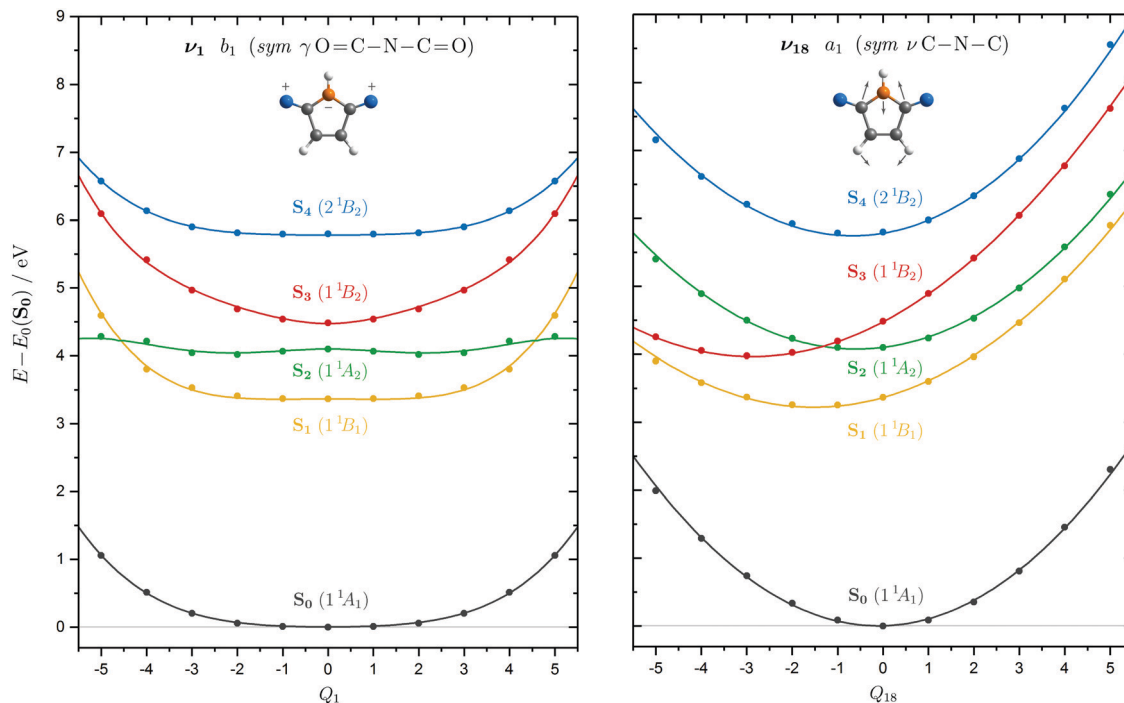 ν₁ b₁ (sym γ O=C−N−C=O)
+ +
−
S₄ (2 ¹B₂)
S₃ (1 ¹B₂)
S₂ (1 ¹A₂)
S₁ (1 ¹B₁)
S₀ (1 ¹A₁)
E−E₀(S₀) / eV
9
8
7
6
5
4
3
2
1
0
-5 -4 -3 -2 -1 0 1 2 3 4 5
Q₁
ν₁₈ a₁ (sym ν C−N−C)
S₄ (2 ¹B₂)
S₃ (1 ¹B₂)
S₂ (1 ¹A₂)
S₁ (1 ¹B₁)
S₀ (1 ¹A₁)
-5 -4 -3 -2 -1 0 1 2 3 4 5
Q₁₈